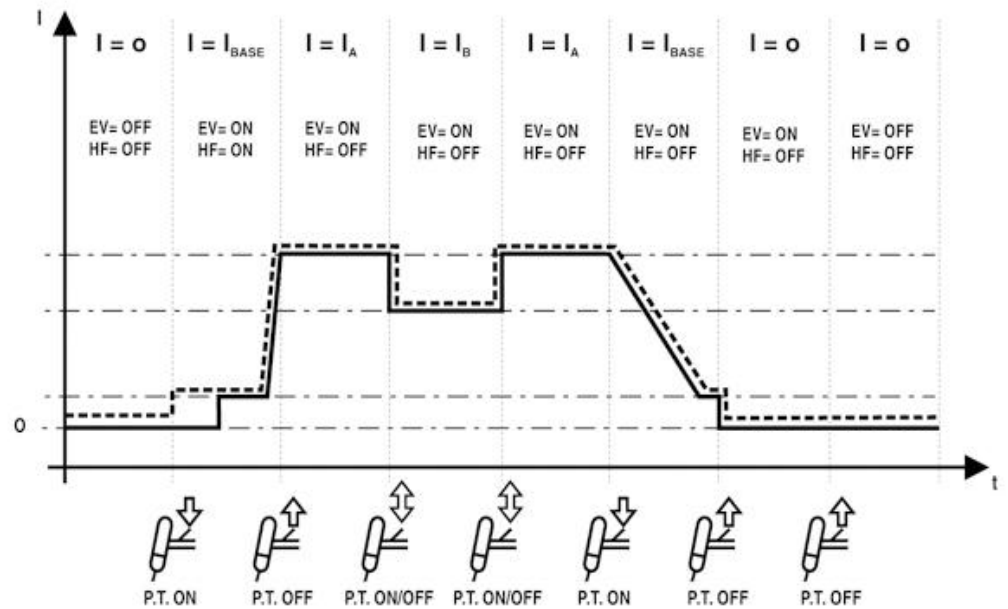 I
I = o I = I_BASE I = I_A I = I_B I = I_A I = I_BASE I = o I = o
EV= OFF EV= ON EV= ON EV= ON EV= ON EV= ON EV= ON EV= OFF
HF= OFF HF= ON HF= OFF HF= OFF HF= OFF HF= OFF HF= OFF HF= OFF
O
t
P.T. ON P.T. OFF P.T. ON/OFF P.T. ON/OFF P.T. ON P.T. OFF P.T. OFF